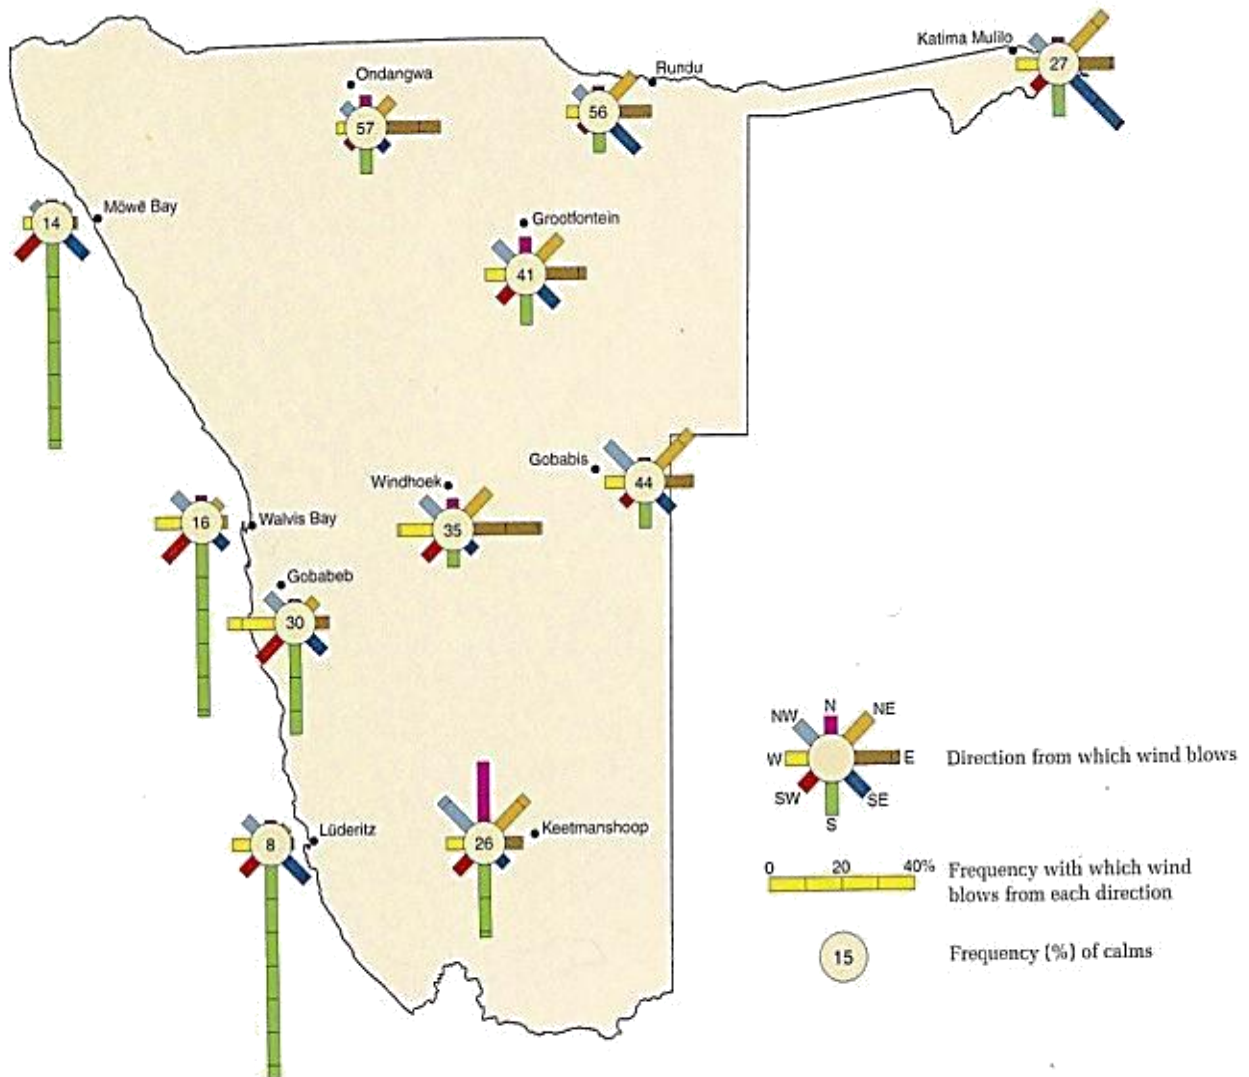 Katima Mulilo
27
Rundu
Ondangwa
56
57
Möwë Bay
14
Grootfontein
41
Gobabis
44
Windhoek
35
16
Walvis Bay
Gobabeb
30
Lüderitz
8
Keetmanshoop
26
N
NW
NE
W
E
SW
SE
S
Direction from which wind blows
0 20 40%
Frequency with which wind
blows from each direction
15
Frequency (%) of calms